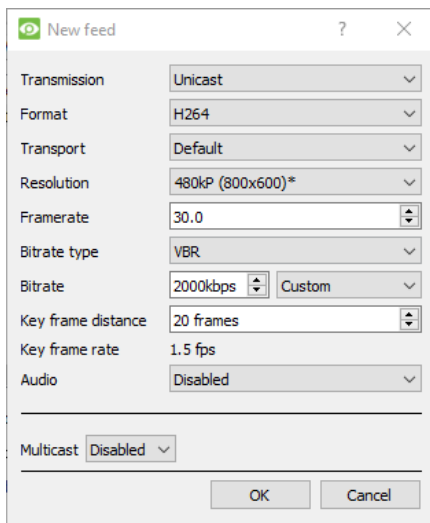 New feed ?
Transmission Unicast
Format H264
Transport Default
Resolution 480kP (800x600)*
Framerate 30.0
Bitrate type VBR
Bitrate 2000kbps Custom
Key frame distance 20 frames
Key frame rate 1.5 fps
Audio Disabled
Multicast Disabled
OK Cancel